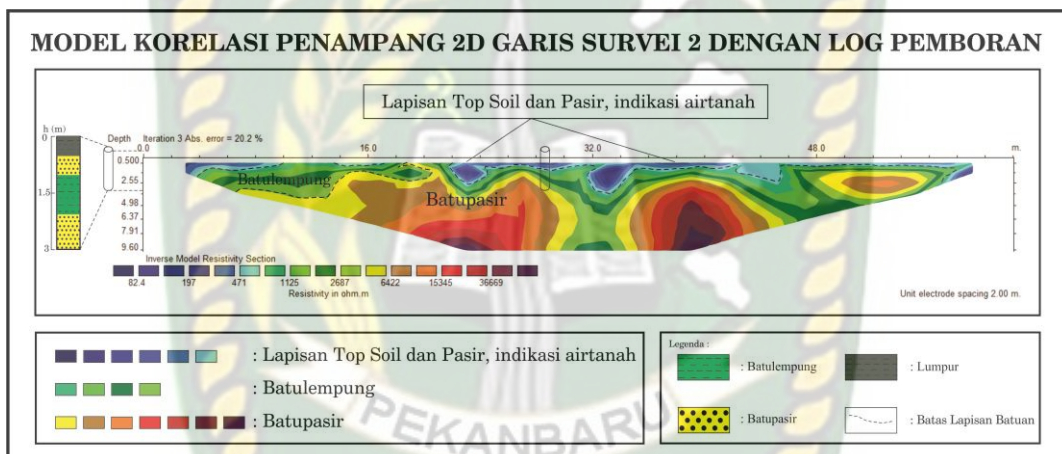 MODEL KORELASI PENAMPANG 2D GARIS SURVEI 2 DENGAN LOG PEMBORAN
Lapisan Top Soil dan Pasir, indikasi airtanah
h (m)
0
1.5
3
Depth Iteration 3 Abs. error = 20.2 %
0.0 16.0 32.0 48.0 m.
0.500
2.55
4.98
6.37
7.91
9.60
Batulempung
Batupasir
Inverse Model Resistivity Section
82.4 197 471 1125 2687 6422 15345 36669
Resistivity in ohm.m
Unit electrode spacing 2.00 m.
: Lapisan Top Soil dan Pasir, indikasi airtanah
: Batulempung
: Batupasir
Legenda :
: Batulempung
: Lumpur
: Batupasir
: Batas Lapisan Batuan
PEKANBARU